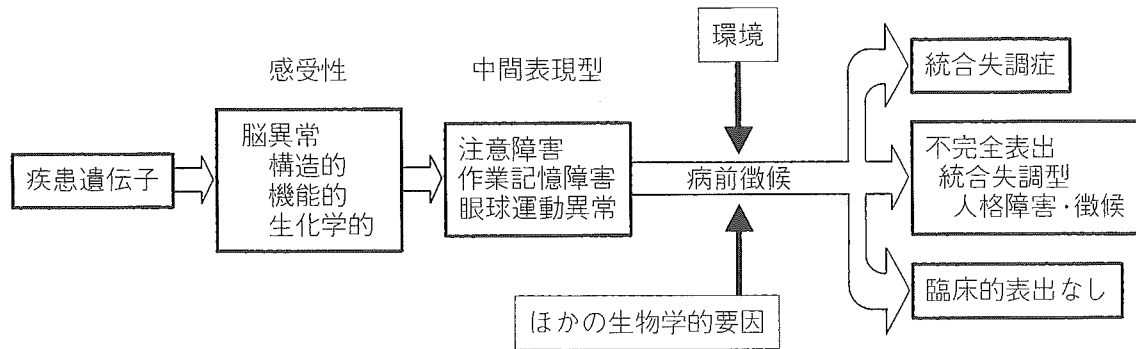 環境
感受性
中間表現型
疾患遺伝子
脳異常
構造的
機能的
生化学的
注意障害
作業記憶障害
眼球運動異常
病前徴候
ほかの生物学的要因
統合失調症
不完全表出
統合失調型
人格障害・徴候
臨床的表出なし